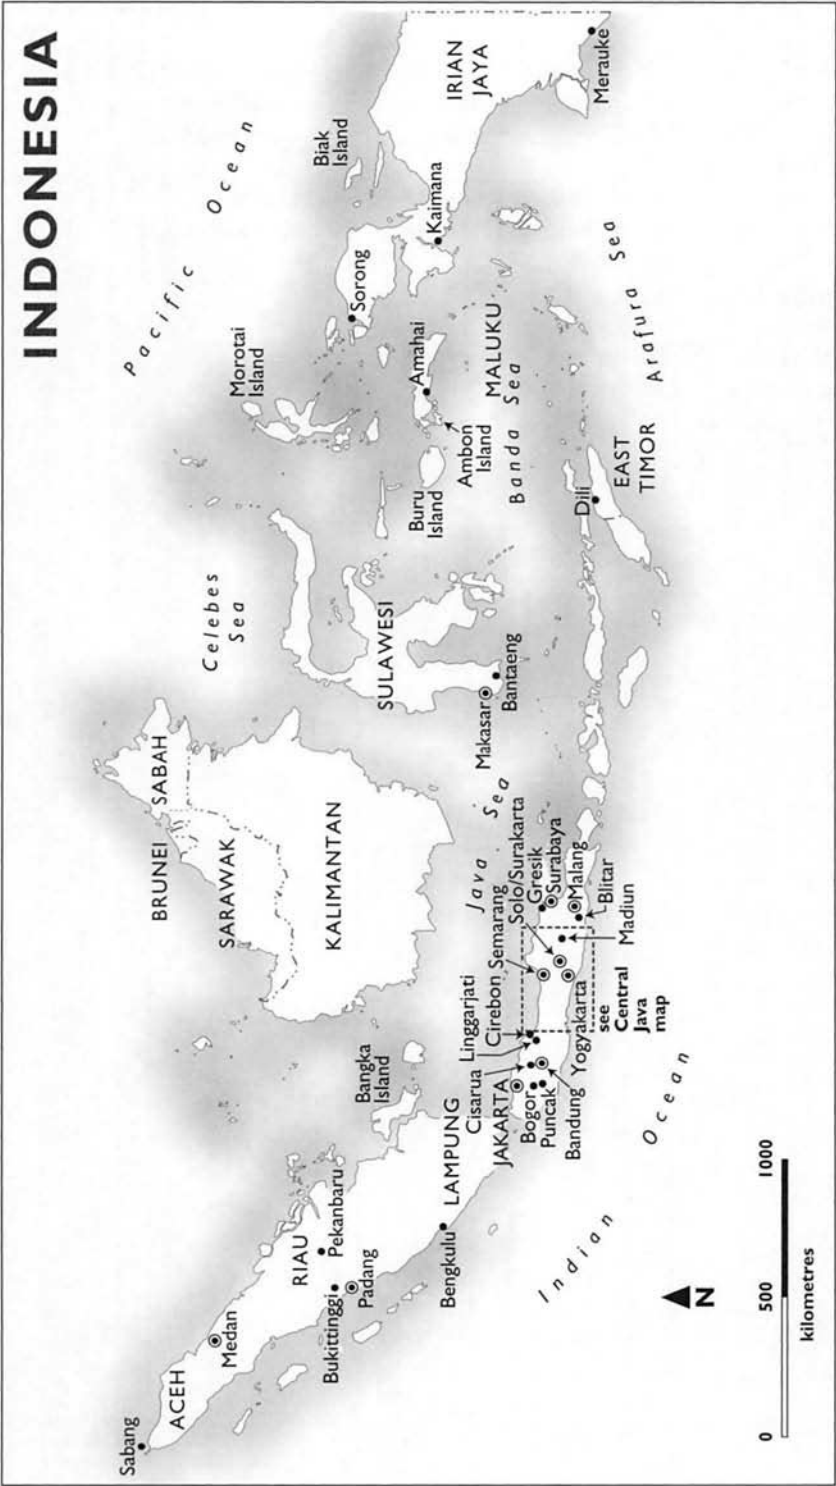 INDONESIA
Pacific Ocean
Celebes
Sea
Morotai
Island
Biak
Island
Sabang
ACEH
Medan
RIAU
Pekanbaru
Bukittinggi
Padang
Bengkulu
LAMPUNG
Bangka
Island
BRUNEI
SABAH
SARAWAK
KALIMANTAN
SULAWESI
Makasar
Bantaeng
Buru
Island
Ambon
Island
Amahai
MALUKU
Banda Sea
Sorong
Kaimana
IRIAN
JAYA
Merauke
Arafura Sea
EAST
TIMOR
Dili
Java Sea
Cisarua
Linggarjati
Cirebon
Semarang
Solo/Surakarta
Gresik
Surabaya
Malang
Blitar
Madiun
JAKARTA
Bogor
Puncak
Bandung
Yogyakarta
see
Central
Java
map
Indian Ocean
N
0 500 1000
kilometres